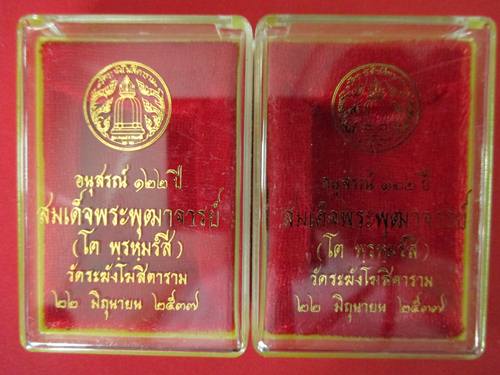 อนุสรณ์ ๑๒๒ ปี
สมเด็จพระพุฒาจารย์
(โต พฺรหฺมรํสี)
วัดระฆังโฆสิตาราม
๒๒ มิถุนายน ๒๕๓๗
อนุสรณ์ ๑๒๒ ปี
สมเด็จพระพุฒาจารย์
(โต พฺรหฺมรํสี)
วัดระฆังโฆสิตาราม
๒๒ มิถุนายน ๒๕๓๗